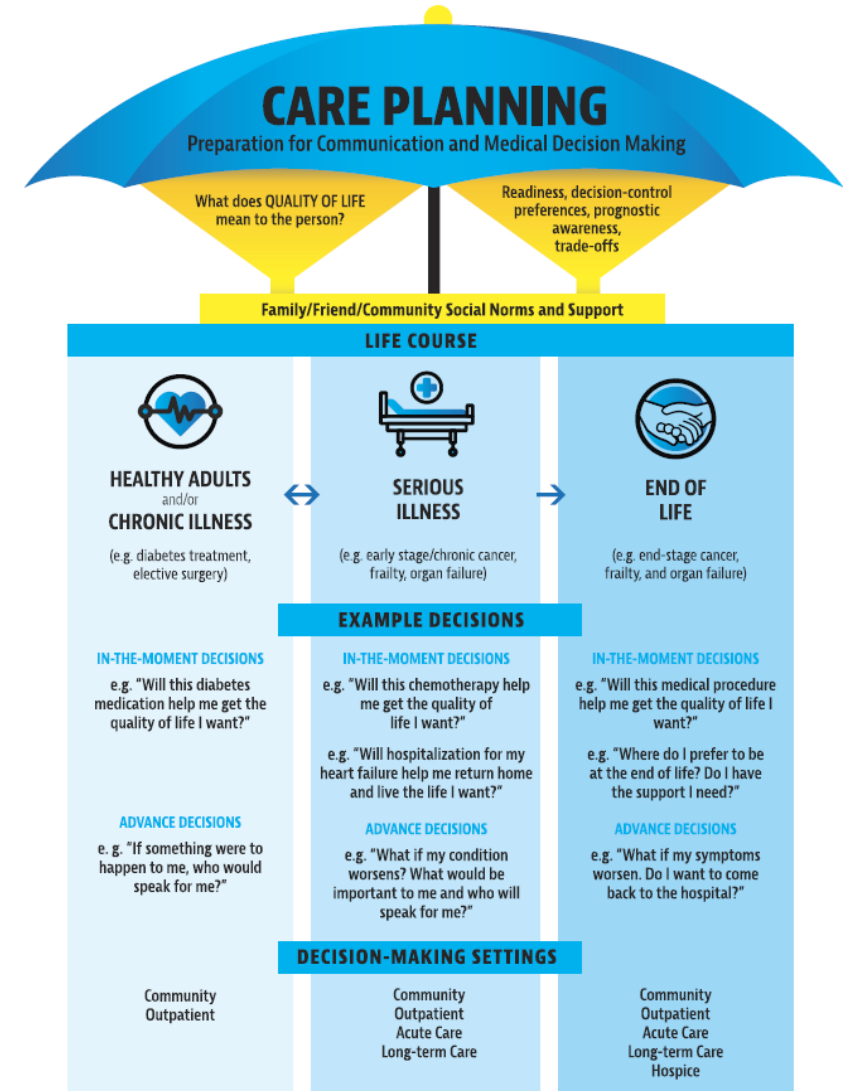 CARE PLANNING
Preparation for Communication and Medical Decision Making
What does QUALITY OF LIFE
mean to the person?
Readiness, decision-control
preferences, prognostic
awareness,
trade-offs
Family/Friend/Community Social Norms and Support
LIFE COURSE
HEALTHY ADULTS
and/or
CHRONIC ILLNESS
(e.g. diabetes treatment,
elective surgery)
SERIOUS
ILLNESS
(e.g. early stage/chronic cancer,
frailty, organ failure)
END OF
LIFE
(e.g. end-stage cancer,
frailty, and organ failure)
EXAMPLE DECISIONS
IN-THE-MOMENT DECISIONS
e.g. "Will this diabetes
medication help me get the
quality of life I want?"
ADVANCE DECISIONS
e. g. "If something were to
happen to me, who would
speak for me?"
IN-THE-MOMENT DECISIONS
e.g. "Will this chemotherapy help
me get the quality of
life I want?"
e.g. "Will hospitalization for my
heart failure help me return home
and live the life I want?"
ADVANCE DECISIONS
e.g. "What if my condition
worsens? What would be
important to me and who will
speak for me?"
IN-THE-MOMENT DECISIONS
e.g. "Will this medical procedure
help me get the quality of life I
want?"
e.g. "Where do I prefer to be
at the end of life? Do I have
the support I need?"
ADVANCE DECISIONS
e.g. "What if my symptoms
worsen. Do I want to come
back to the hospital?"
DECISION-MAKING SETTINGS
Community
Outpatient
Community
Outpatient
Acute Care
Long-term Care
Community
Outpatient
Acute Care
Long-term Care
Hospice